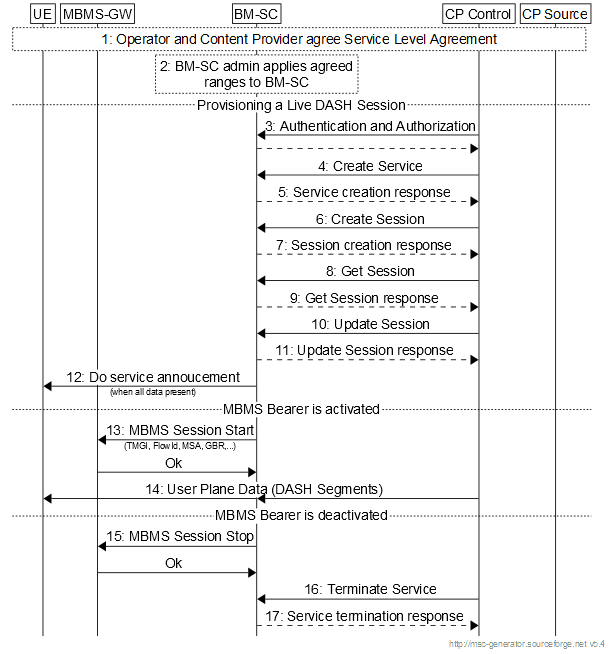 UE MBMS-GW BM-SC CP Control CP Source
1: Operator and Content Provider agree Service Level Agreement
2: BM-SC admin applies agreed
ranges to BM-SC
Provisioning a Live DASH Session
3: Authentication and Authorization
4: Create Service
5: Service creation response
6: Create Session
7: Session creation response
8: Get Session
9: Get Session response
10: Update Session
11: Update Session response
12: Do service annoucement
(when all data present)
MBMS Bearer is activated
13: MBMS Session Start
(TMGI, FlowId, MSA, GBR,...)
Ok
14: User Plane Data (DASH Segments)
MBMS Bearer is deactivated
15: MBMS Session Stop
Ok
16: Terminate Service
17: Service termination response
http://msc-generator.sourceforge.net v5.4